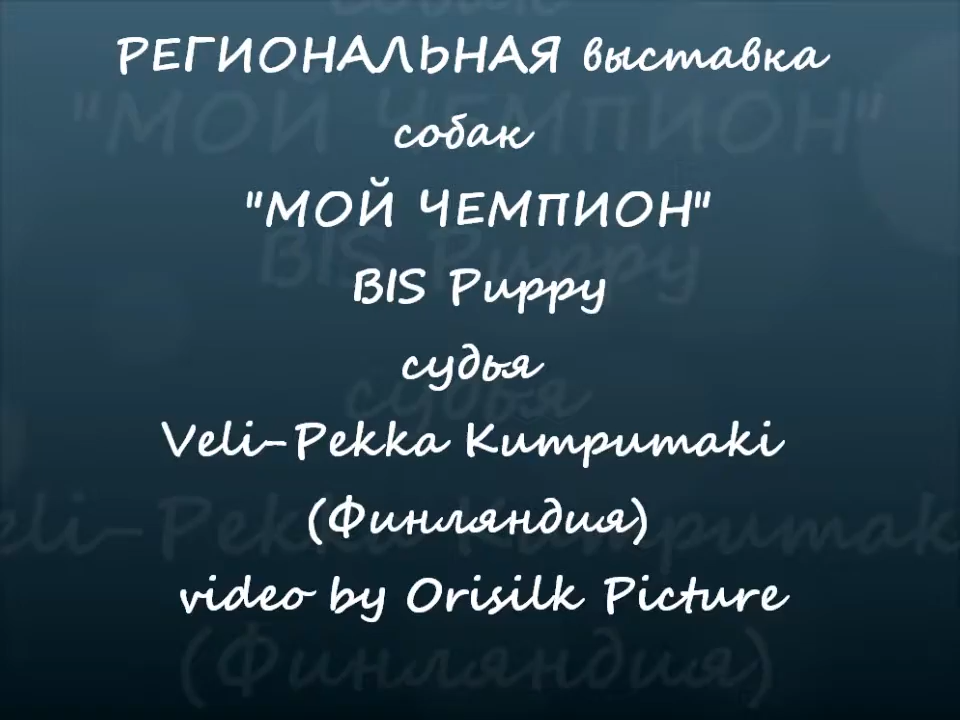 РЕГИОНАЛЬНАЯ выставка
собак
"МОЙ ЧЕМПИОН"
BIS Puppy
судья
Veli-Pekka Kumpumaki
(Финляндия)
video by Orisilk Picture